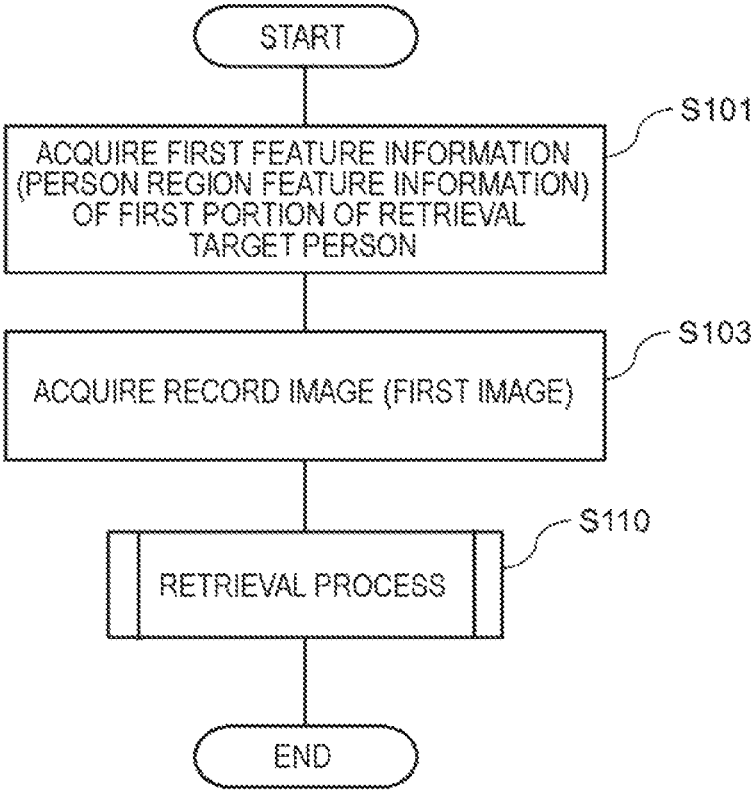 START
S101
ACQUIRE FIRST FEATURE INFORMATION
(PERSON REGION FEATURE INFORMATION)
OF FIRST PORTION OF RETRIEVAL
TARGET PERSON
S103
ACQUIRE RECORD IMAGE (FIRST IMAGE)
S110
RETRIEVAL PROCESS
END